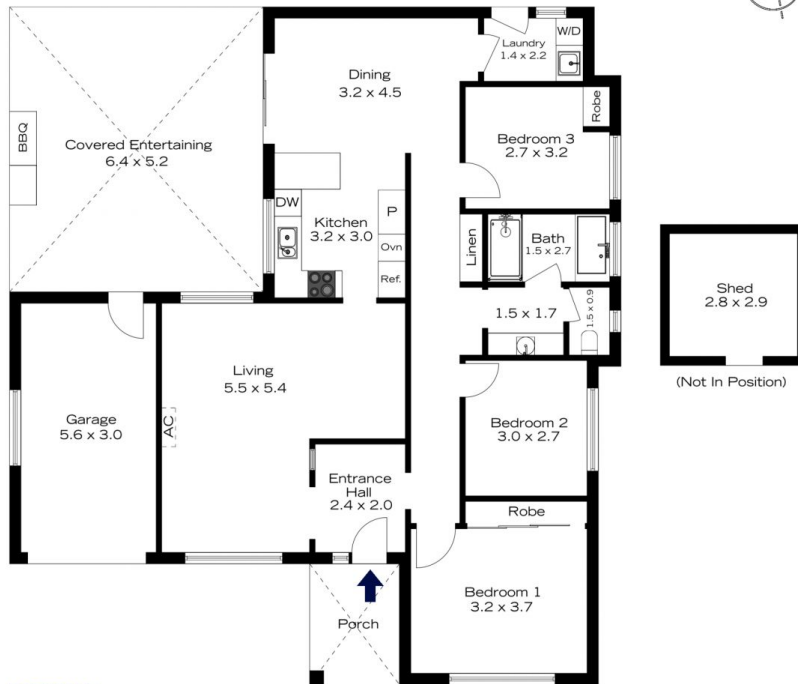 W/D
Laundry
1.4 x 2.2
Dining
3.2 x 4.5
Robe
BBQ
Covered Entertaining
6.4 x 5.2
Bedroom 3
2.7 x 3.2
DW
P
Kitchen
3.2 x 3.0
Ovn
Ref.
Linen
Bath
1.5 x 2.7
Shed
2.8 x 2.9
1.5 x 1.7
1.5 x 0.9
(Not In Position)
Living
5.5 x 5.4
Garage
5.6 x 3.0
AC
Bedroom 2
3.0 x 2.7
Entrance
Hall
2.4 x 2.0
Robe
Bedroom 1
3.2 x 3.7
Porch